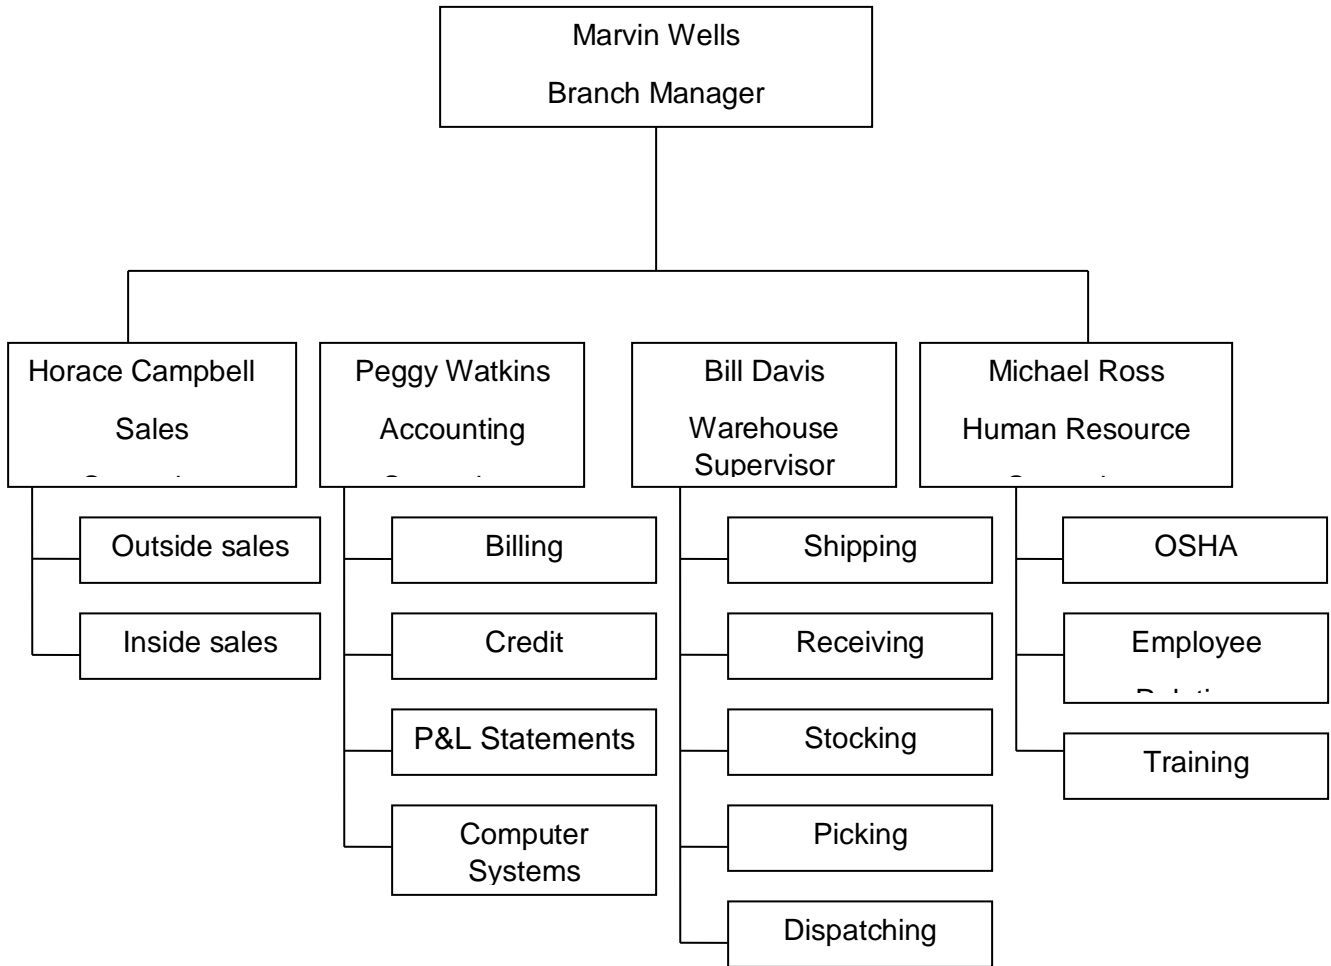 Marvin Wells
Branch Manager
Horace Campbell
Sales
Peggy Watkins
Accounting
Bill Davis
Warehouse
Supervisor
Michael Ross
Human Resource
Outside sales
Inside sales
Billing
Credit
P&L Statements
Computer
Systems
Shipping
Receiving
Stocking
Picking
Dispatching
OSHA
Employee
Training